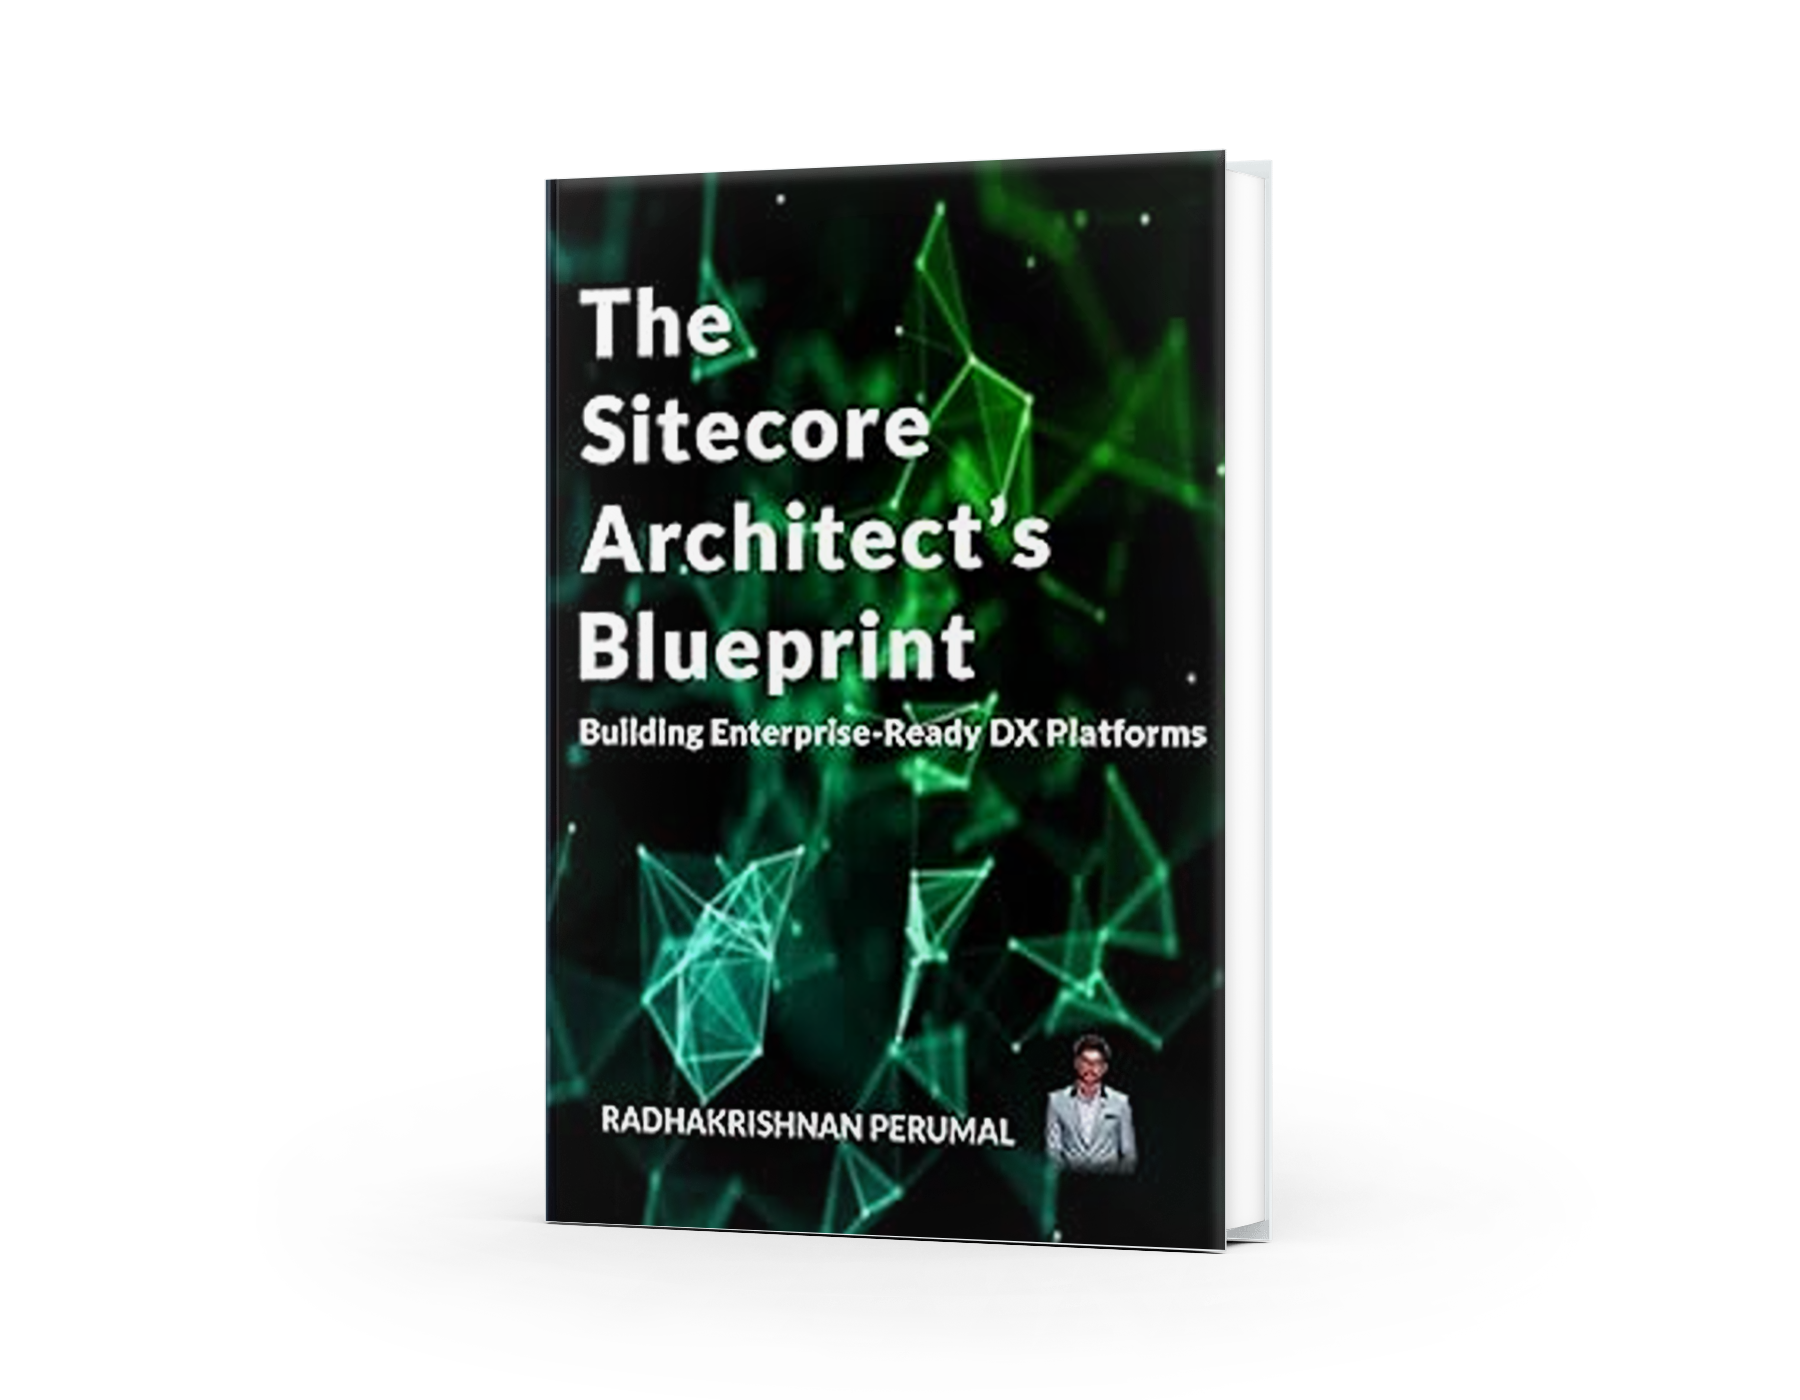 The
Sitecore
Architect’s
Blueprint
Building Enterprise-Ready DX Platforms
RADHAKRISHNAN PERUMAL